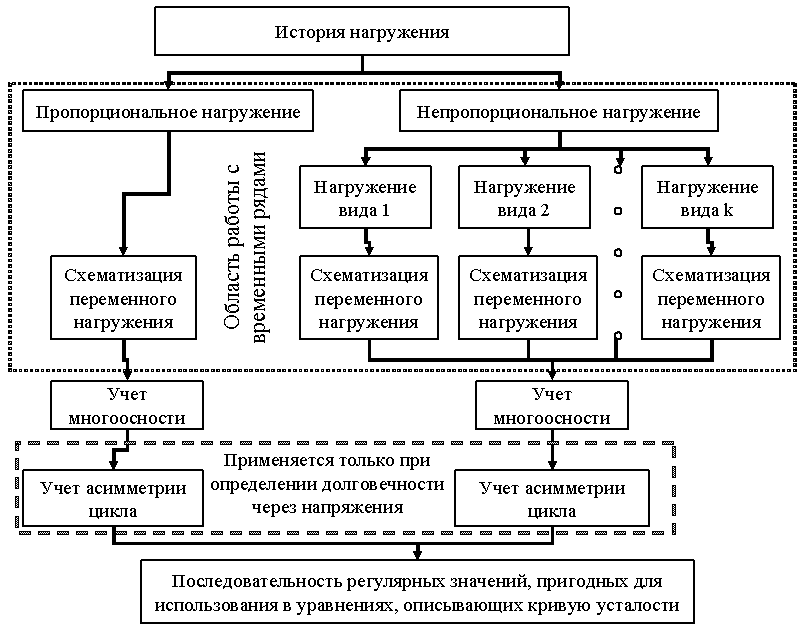 История нагружения
Пропорциональное нагружение
Непропорциональное нагружение
Область работы с
временными рядами
Нагружение
вида 1
Нагружение
вида 2
Нагружение
вида k
Схематизация
переменного
нагружения
Схематизация
переменного
нагружения
Схематизация
переменного
нагружения
Схематизация
переменного
нагружения
Учет
многоосности
Учет
многоосности
Применяется только при
определении долговечности
через напряжения
Учет асимметрии
цикла
Учет асимметрии
цикла
Последовательность регулярных значений, пригодных для
использования в уравнениях, описывающих кривую усталости